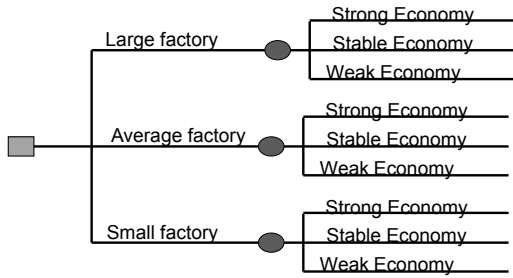 Strong Economy
Large factory
Stable Economy
Weak Economy
Strong Economy
Average factory
Stable Economy
Weak Economy
Strong Economy
Small factory
Stable Economy
Weak Economy